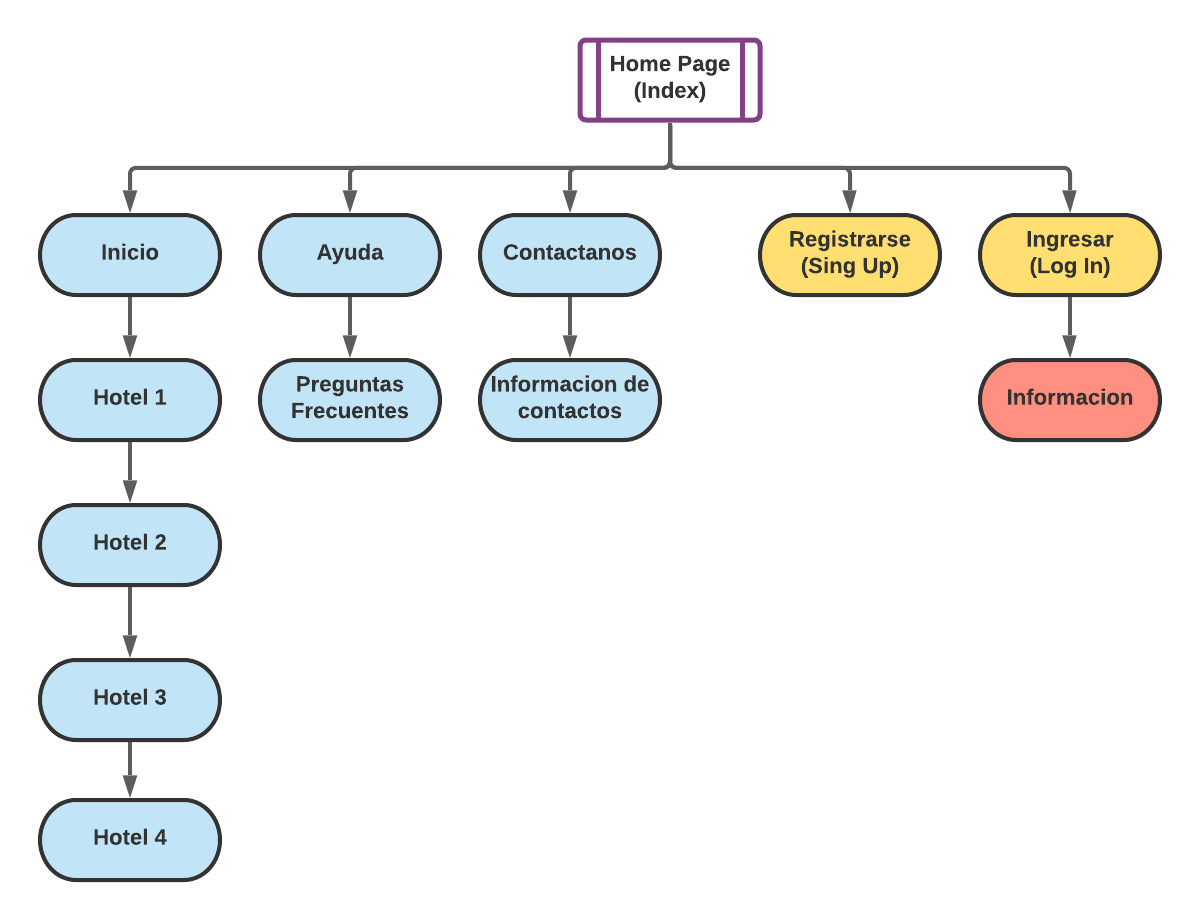 Home Page
(Index)
Inicio
Ayuda
Contactanos
Registrarse
(Sing Up)
Ingresar
(Log In)
Hotel 1
Preguntas
Frecuentes
Informacion de
contactos
Informacion
Hotel 2
Hotel 3
Hotel 4